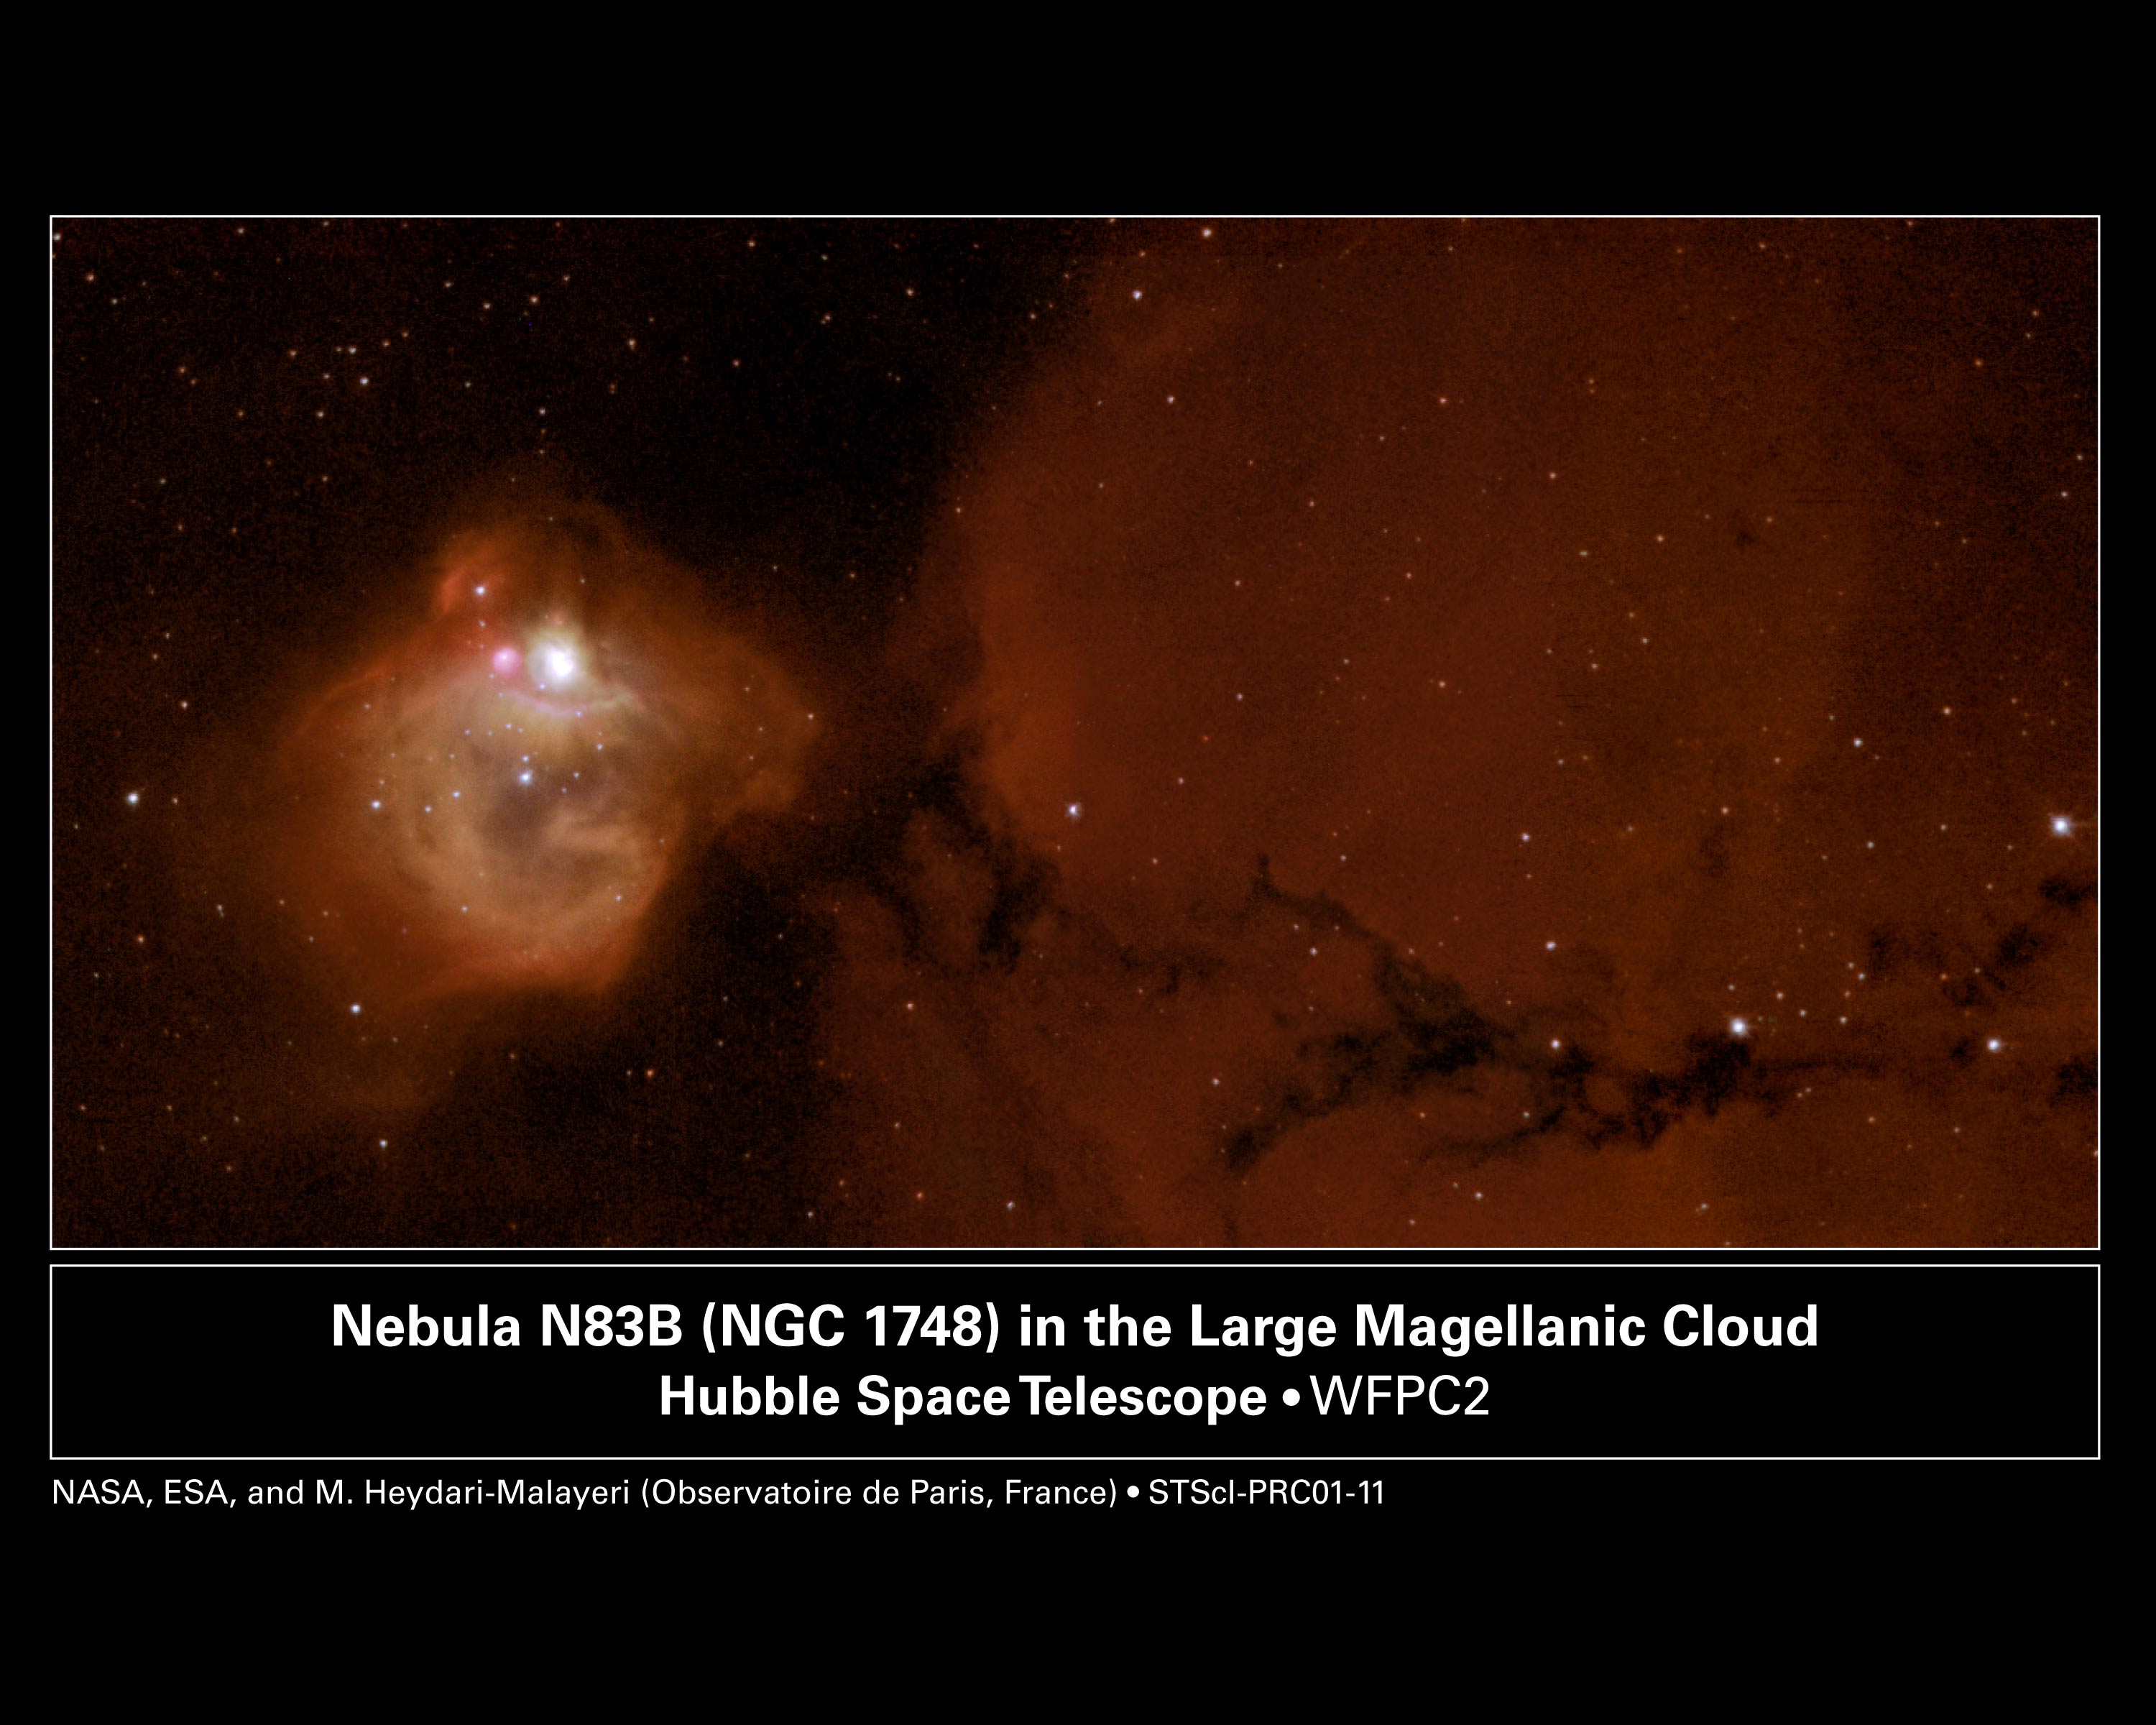 Nebula N83B (NGC 1748) in the Large Magellanic Cloud
Hubble Space Telescope • WFPC2
NASA, ESA, and M. Heydari-Malayeri (Observatoire de Paris, France) • STScI-PRC01-11